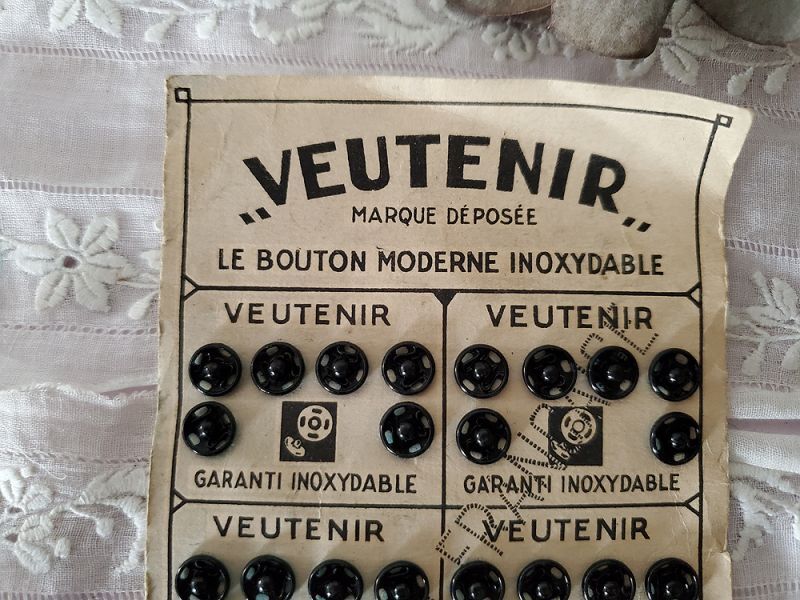 „VEUTENIR„
MARQUE DÉPOSÉE
LE BOUTON MODERNE INOXYDABLE
VEUTENIR
VEUTENIR
GARANTI INOXYDABLE
GARANTI INOXYDABLE
VEUTENIR
VEUTENIR